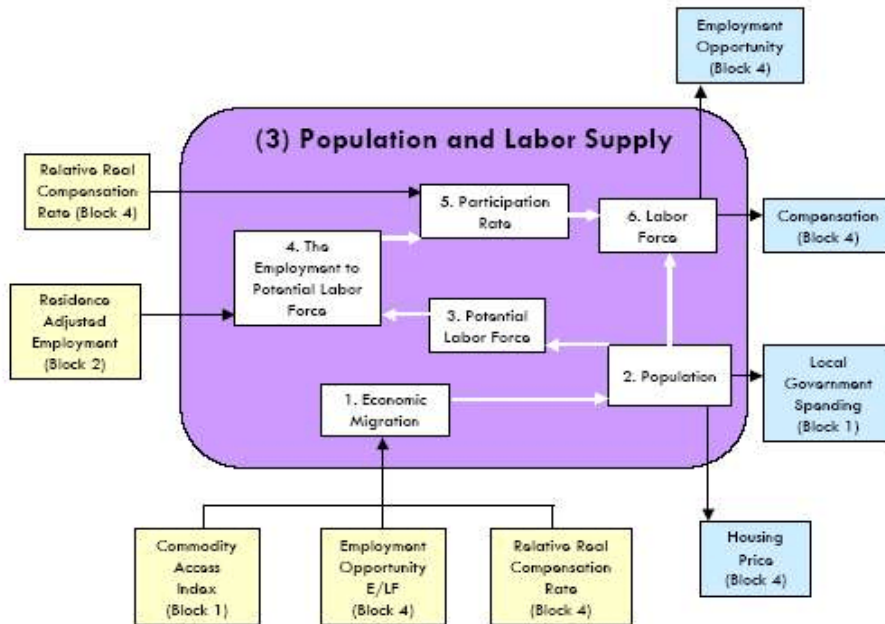 Employment
Opportunity
(Block 4)
(3) Population and Labor Supply
Relative Real
Compensation
Rate (Block 4)
5. Participation
Rate
6. Labor
Force
Compensation
(Block 4)
4. The
Employment to
Potential Labor
Force
Residence
Adjusted
Employment
(Block 2)
3. Potential
Labor Force
2. Population
Local
Government
Spending
(Block 1)
1. Economic
Migration
Commodity
Access
Index
(Block 1)
Employment
Opportunity
E/LF
(Block 4)
Relative Real
Compensation
Rate
(Block 4)
Housing
Price
(Block 4)